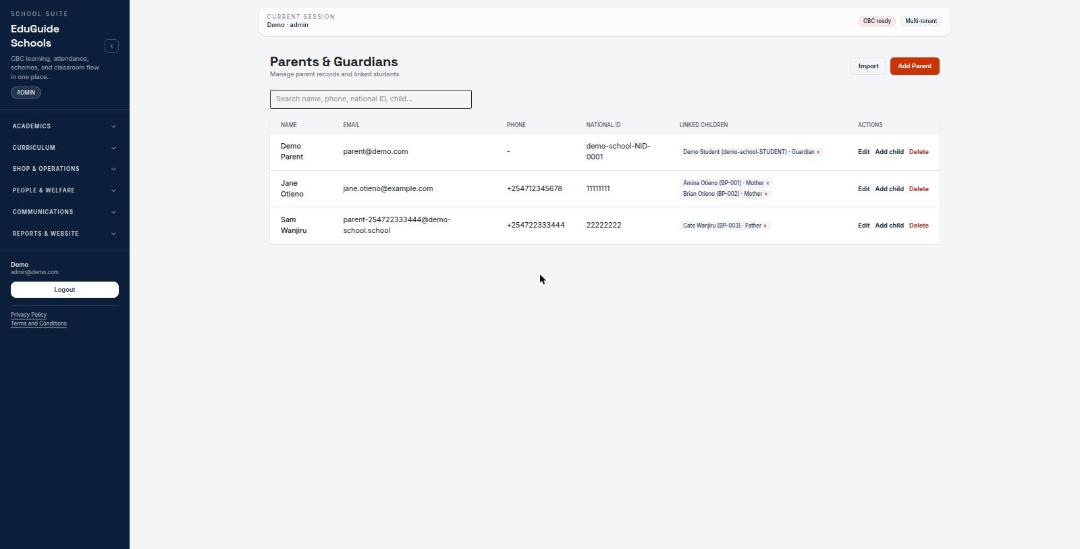 SCHOOL SUITE
EduGuide
Schools
CBC learning, attendance,
schemes, and classroom flow
in one place.
ADMIN
ACADEMICS
CURRICULUM
SHOP & OPERATIONS
PEOPLE & WELFARE
COMMUNICATIONS
REPORTS & WEBSITE
Demo
admin@demo.com
Logout
Privacy Policy
Terms and Conditions
CURRENT SESSION
Demo · admin
CBC ready
Multi-tenant
Parents & Guardians
Manage parent records and linked students
Import
Add Parent
Search name, phone, national ID, child...
NAME EMAIL PHONE NATIONAL ID LINKED CHILDREN ACTIONS
Demo
Parent
parent@demo.com
-
demo-school-NID-
0001
Demo Student (demo-school-STUDENT) · Guardian ×
Edit Add child Delete
Jane
Otieno
jane.otieno@example.com
+254712345678
11111111
Amina Otieno (BP-001) · Mother ×
Brian Otieno (BP-002) · Mother ×
Edit Add child Delete
Sam
Wanjiru
parent-254722333444@demo-
school.school
+254722333444
22222222
Cate Wanjiru (BP-003) · Father ×
Edit Add child Delete